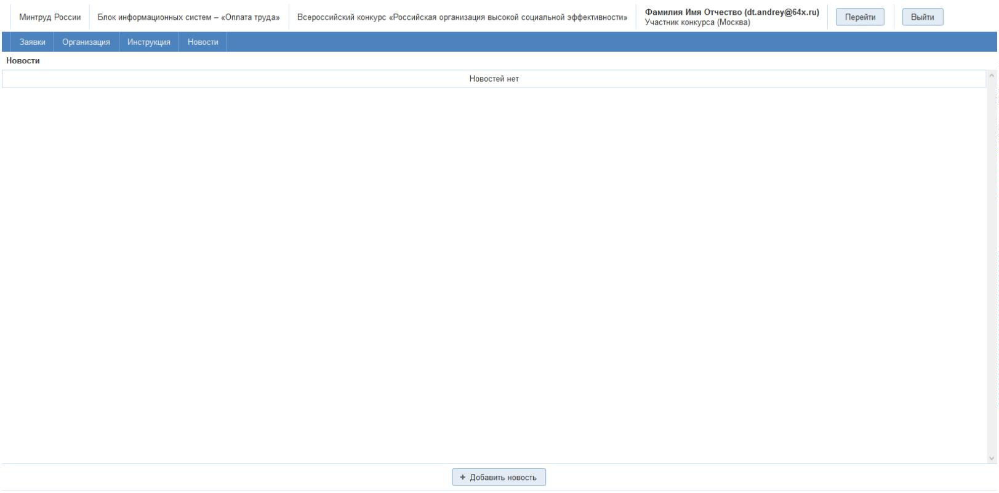 Минтруд России
Блок информационных систем – «Оплата труда»
Всероссийский конкурс «Российская организация высокой социальной эффективности»
Фамилия Имя Отчество (dt.andrey@64x.ru)
Участник конкурса (Москва)
Перейти
Выйти
Заявки
Организация
Инструкция
Новости
Новости
Новостей нет
+ Добавить новость